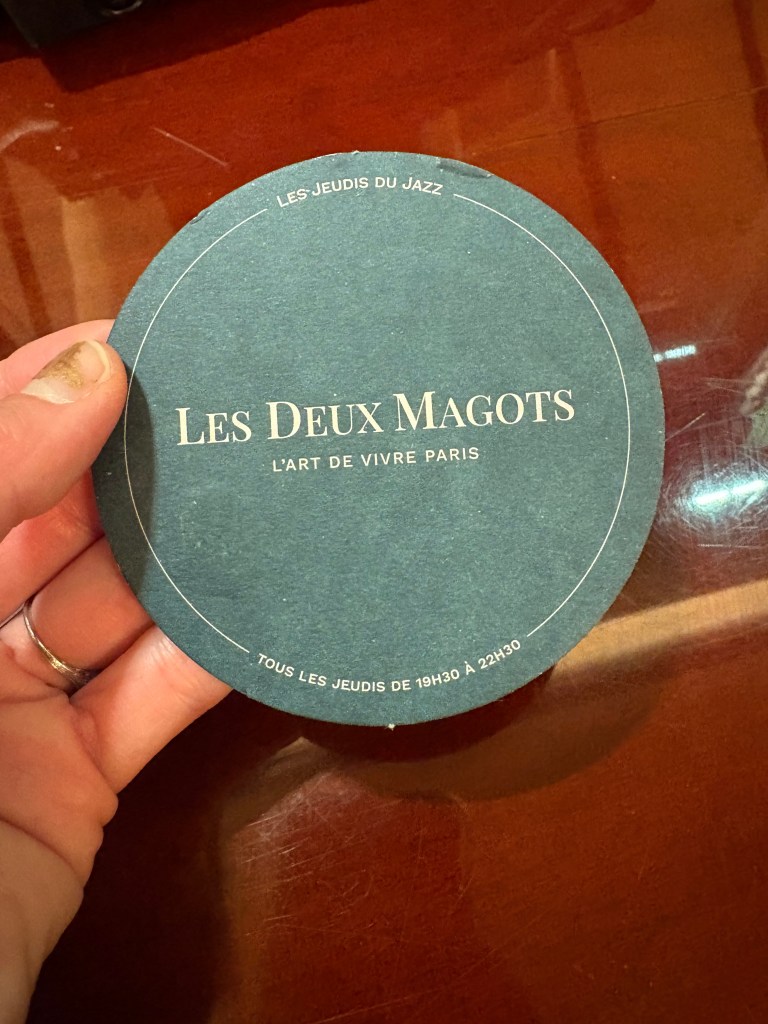 Les Jeudis du Jazz
Les Deux Magots
L'ART DE VIVRE PARIS
TOUS LES JEUDIS DE 19H30 À 22H30